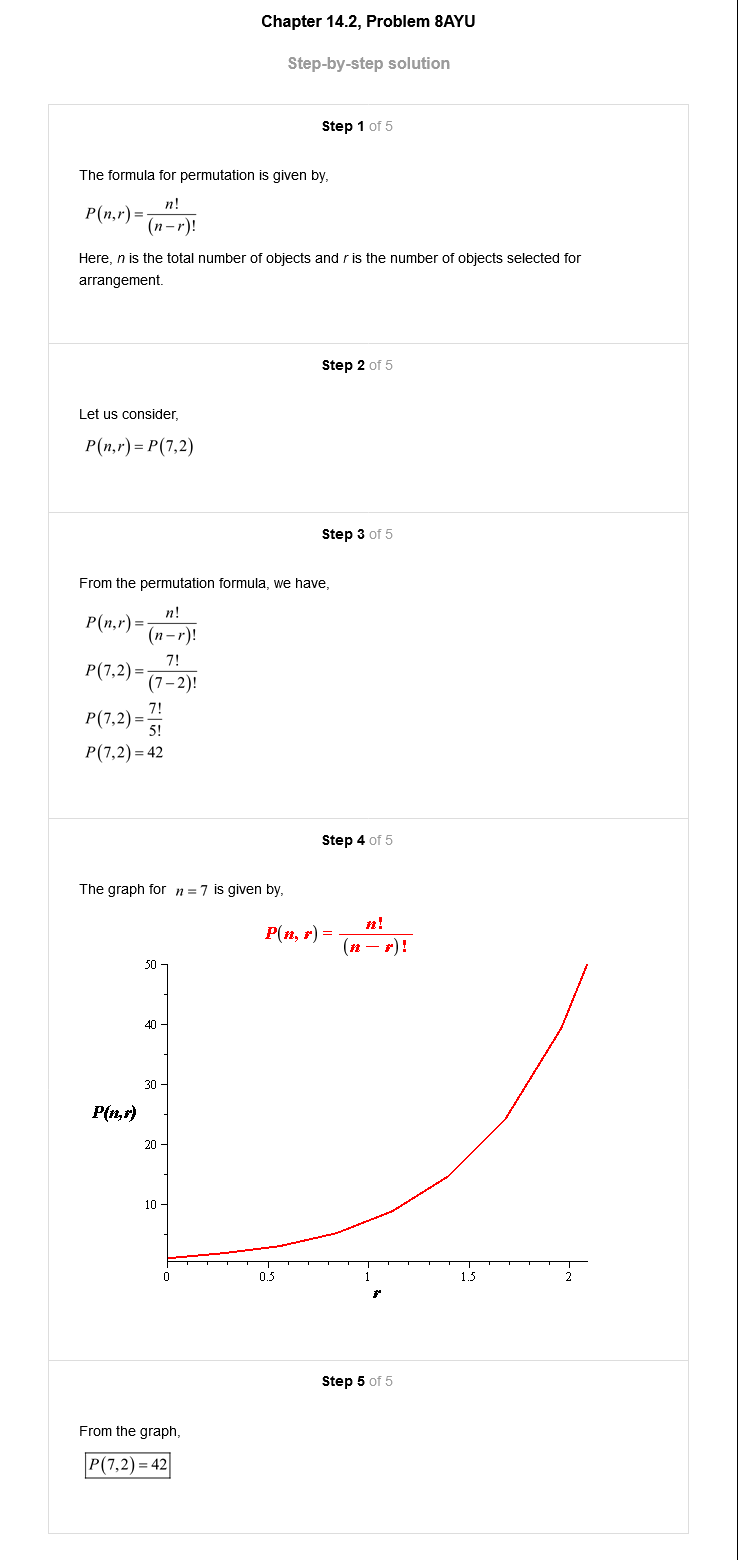 Chapter 14.2, Problem 8AYU
Step-by-step solution
Step 1 of 5
The formula for permutation is given by,
P(n,r) = n!/(n−r)!
Here, n is the total number of objects and r is the number of objects selected for
arrangement.
Step 2 of 5
Let us consider,
P(n,r) = P(7,2)
Step 3 of 5
From the permutation formula, we have,
P(n,r) = n!/(n−r)!
P(7,2) = 7!/(7−2)!
P(7,2) = 7!/5!
P(7,2) = 42
Step 4 of 5
The graph for n = 7 is given by,
P(n, r) = n!/(n − r)!
50
40
30
P(n,r)
20
10
0 0.5 1 1.5 2
r
Step 5 of 5
From the graph,
P(7,2) = 42